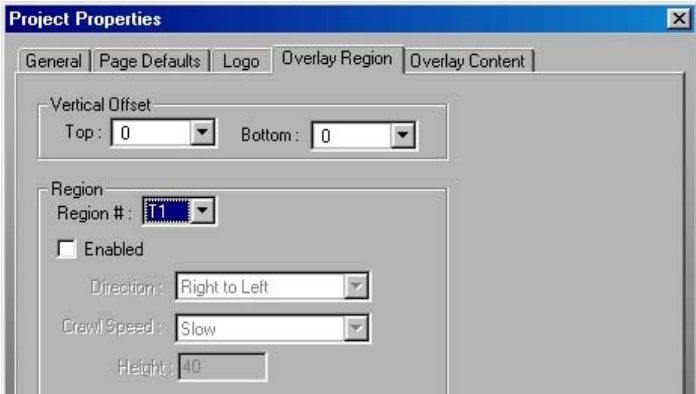 Project Properties
General Page Defaults Logo Overlay Region Overlay Content
Vertical Offset
Top : 0 Bottom : 0
Region
Region # : T1
Enabled
Direction : Right to Left
Crawl Speed : Slow
Height : 40